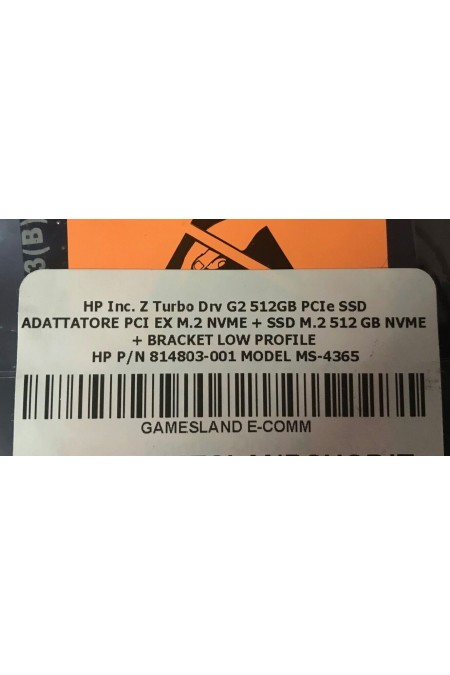 3(B)
HP Inc. Z Turbo Drv G2 512GB PCIe SSD
ADATTATORE PCI EX M.2 NVME + SSD M.2 512 GB NVME
+ BRACKET LOW PROFILE
HP P/N 814803-001 MODEL MS-4365
GAMESLAND E-COMM